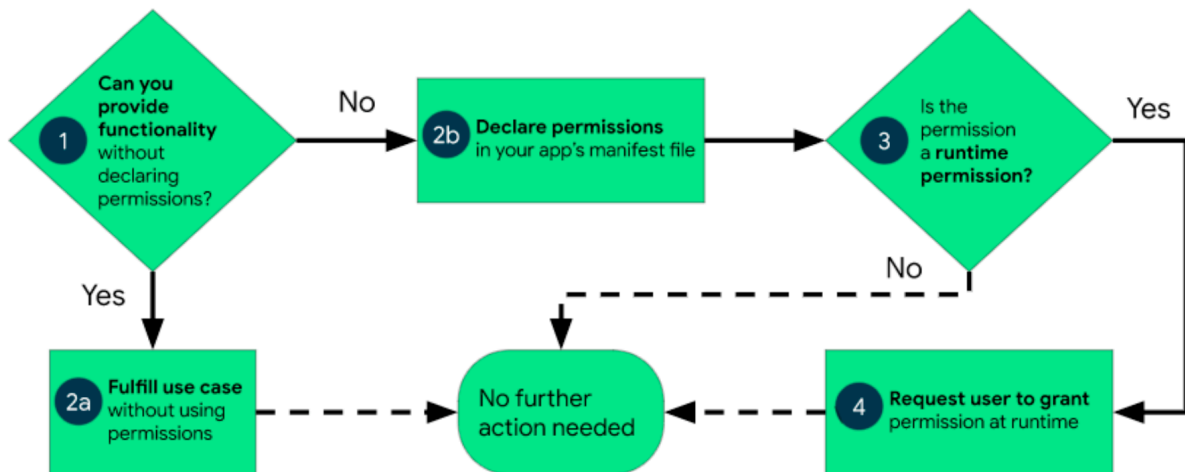 1
Can you
provide
functionality
without
declaring
permissions?
No
2b
Declare permissions
in your app's manifest file
3
Is the
permission
a runtime
permission?
Yes
Yes
No
2a
Fulfill use case
without using
permissions
No further
action needed
4
Request user to grant
permission at runtime